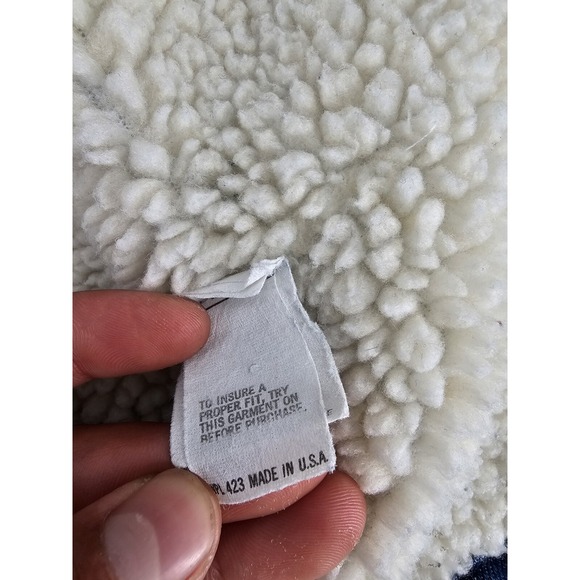 TO INSURE A
PROPER FIT, TRY
THIS GARMENT ON
BEFORE PURCHASE.
423 MADE IN U.S.A.